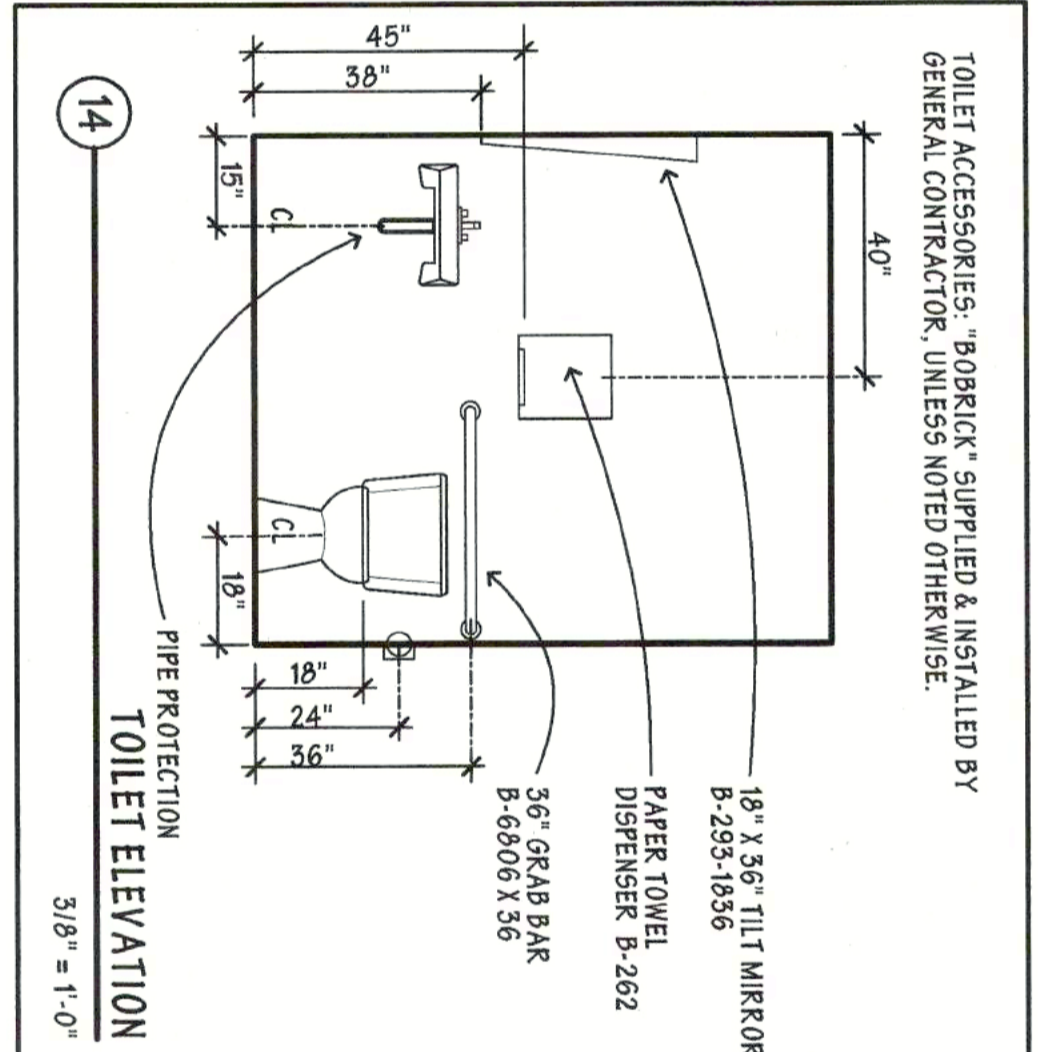 TOILET ACCESSORIES: "BOBRICK" SUPPLIED & INSTALLED BY
GENERAL CONTRACTOR, UNLESS NOTED OTHERWISE.
40"
18" X 36" TILT MIRROR
B-293-1836
PAPER TOWEL
DISPENSER B-262
36" GRAB BAR
B-6806 X 36
45"
38"
36"
24"
18"
CL
CL
15"
18"
PIPE PROTECTION
14
TOILET ELEVATION
3/8" = 1'-0"